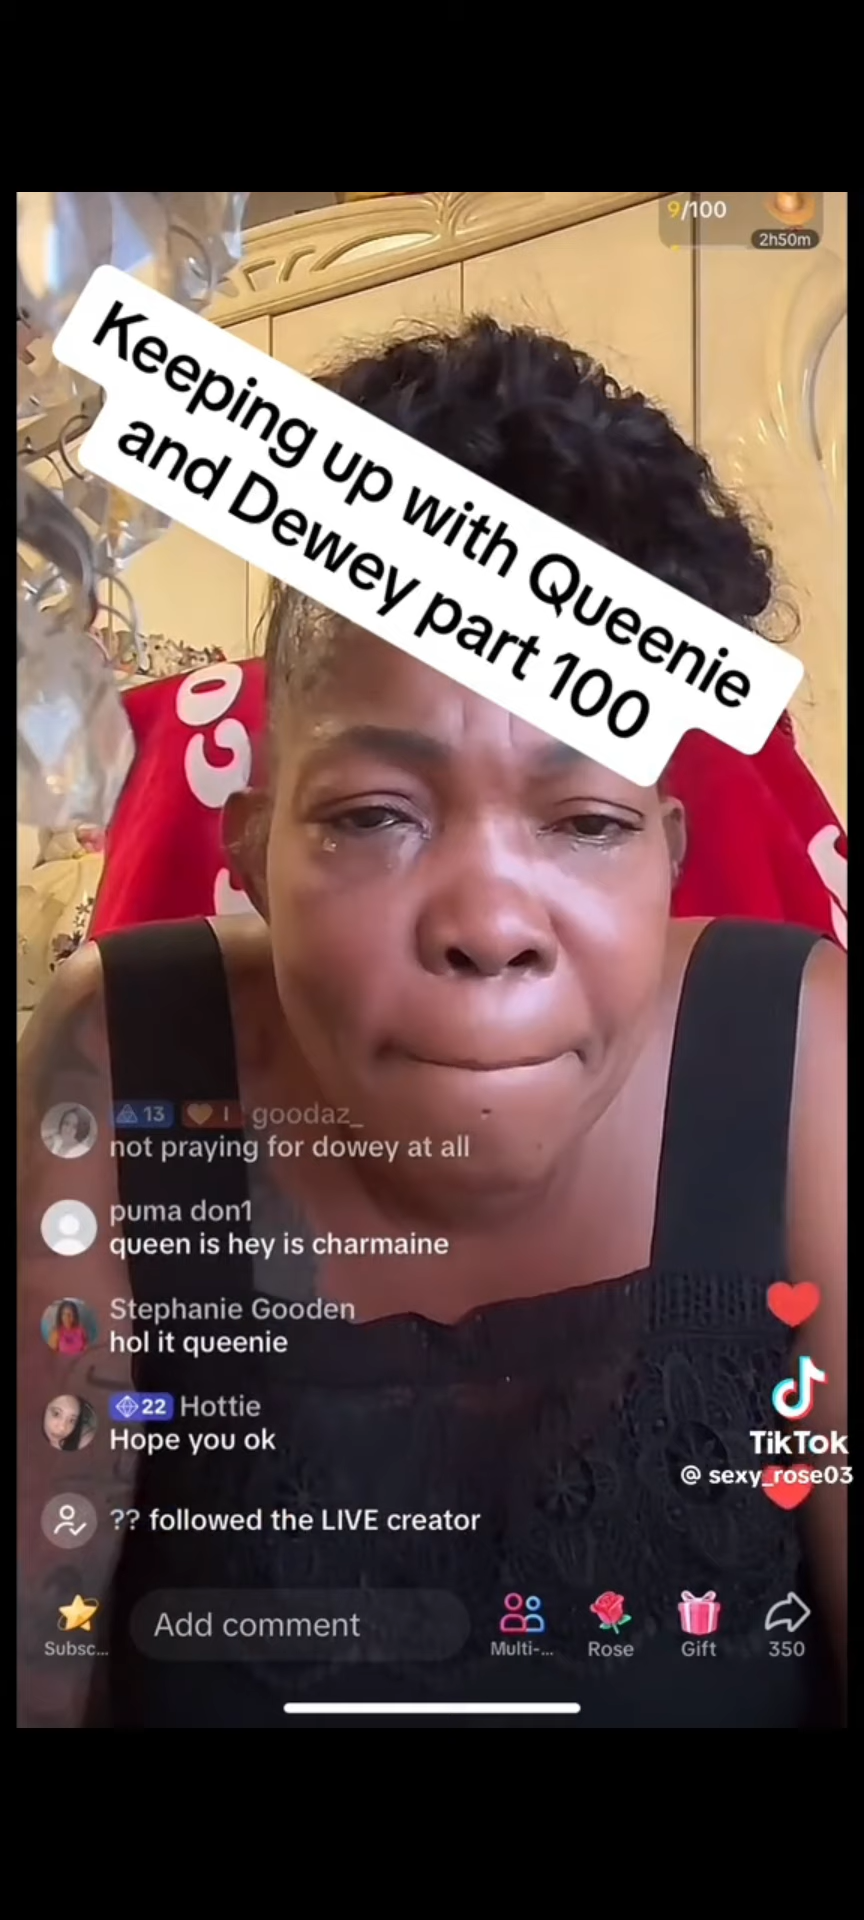 9/100
2h50m
Keeping up with Queenie
and Dewey part 100
CO
13 I goodaz_
not praying for dowey at all
puma don1
queen is hey is charmaine
Stephanie Gooden
hol it queenie
22 Hottie
Hope you ok
TikTok
@ sexy_rose03
?? followed the LIVE creator
Add comment
Subsc...
Multi-...
Rose
Gift
350